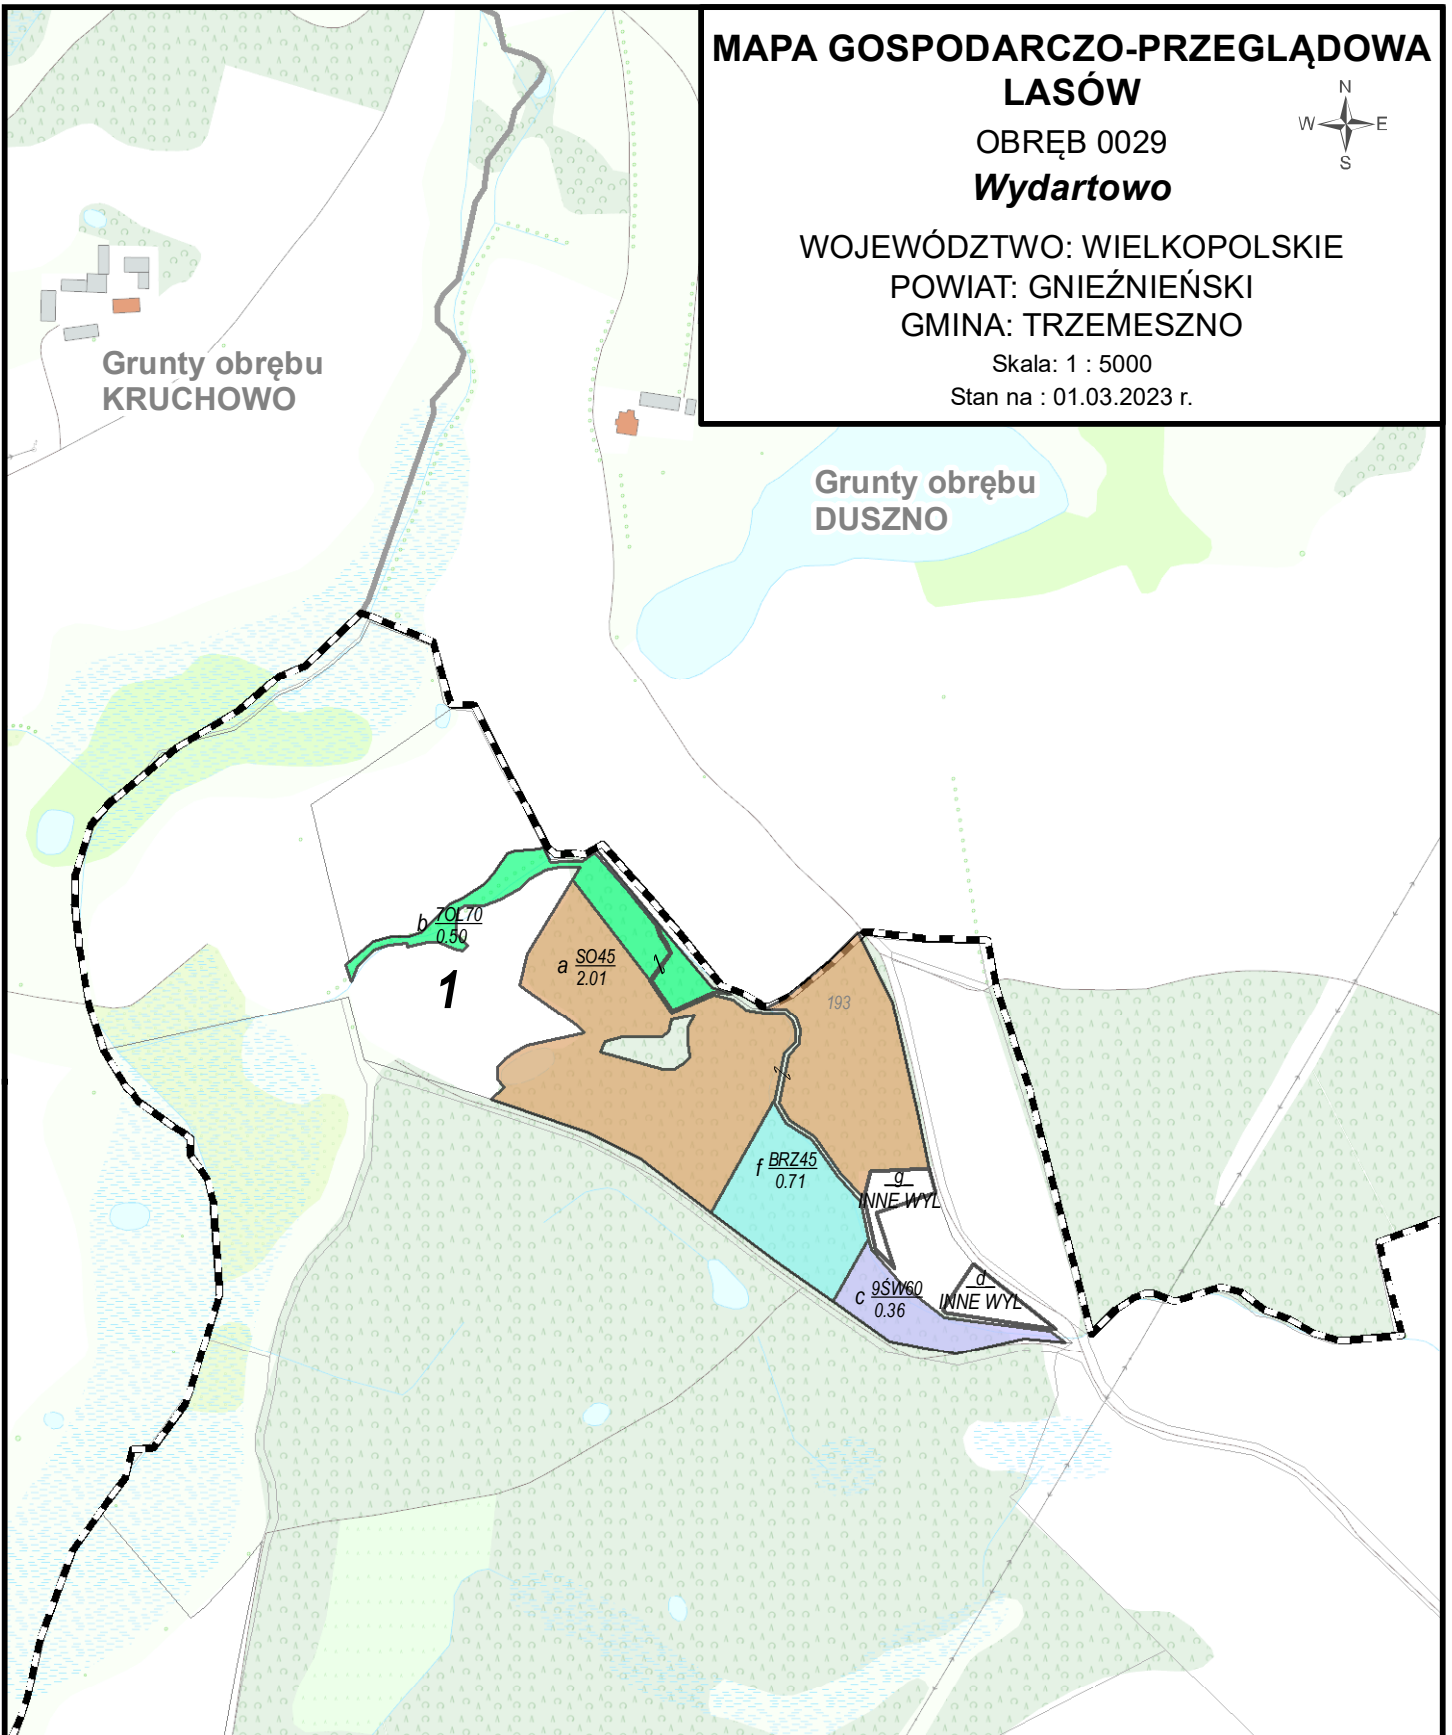 MAPA GOSPODARCZO-PRZEGLĄDOWA
LASÓW
OBRĘB 0029
Wydartowo
WOJEWÓDZTWO: WIELKOPOLSKIE
POWIAT: GNIEŹNIEŃSKI
GMINA: TRZEMESZNO
Skala: 1 : 5000
Stan na : 01.03.2023 r.
N
W E
S
Grunty obrębu
KRUCHOWO
Grunty obrębu
DUSZNO
b 7OL70
0.50
a SO45
2.01
1
193
f BRZ45
0.71
g
INNE WYL
c 9ŚW60
0.36
d
INNE WYL